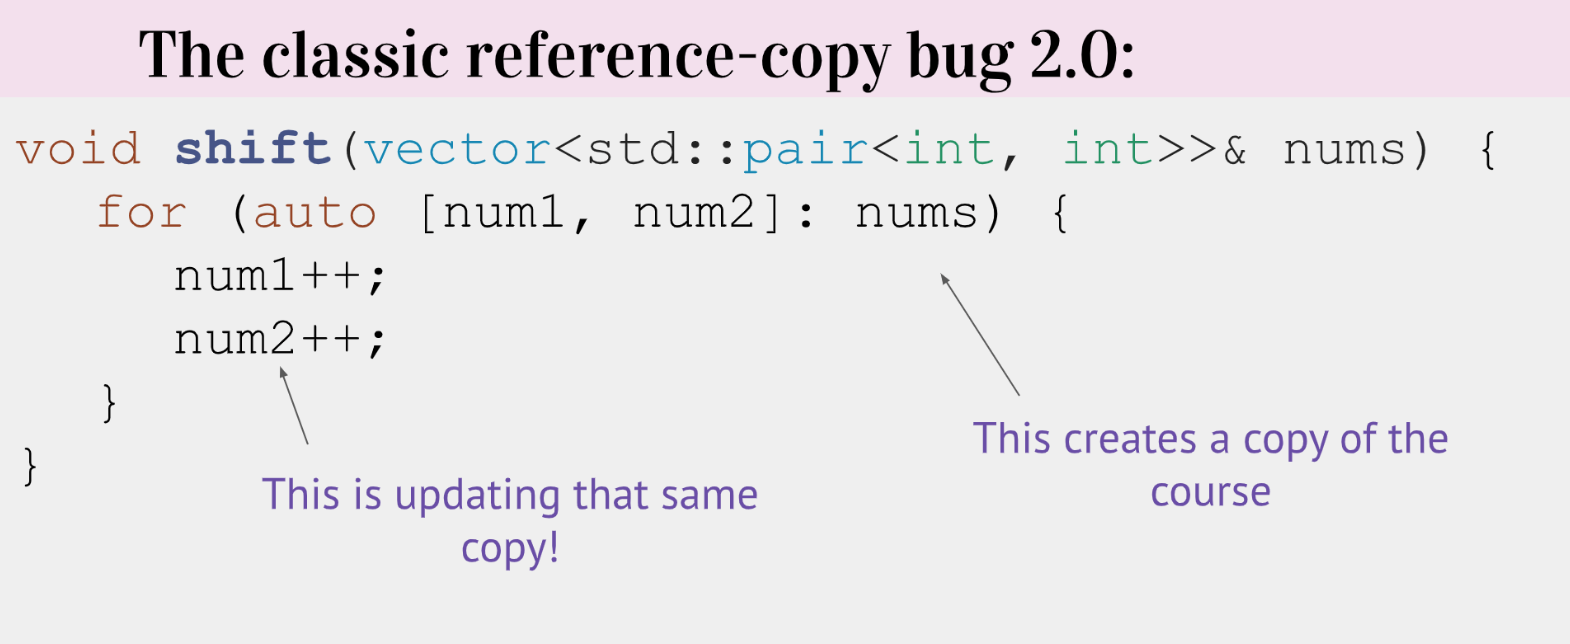 The classic reference-copy bug 2.0:
void shift(vector<std::pair<int, int>>& nums) {
for (auto [num1, num2]: nums) {
num1++;
num2++;
}
}
This creates a copy of the
course
This is updating that same
copy!